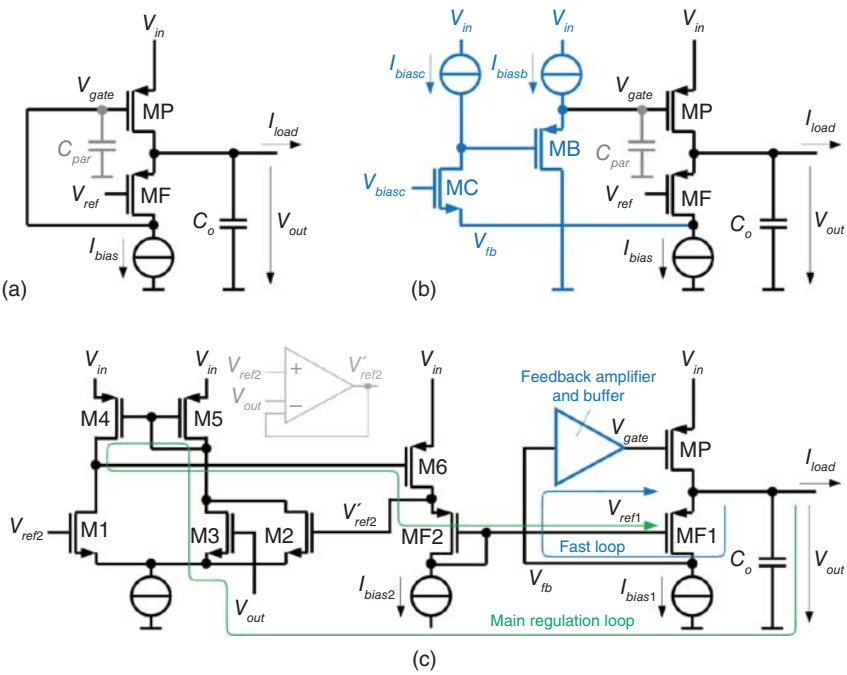 V_in
V_gate
MP
I_load
C_par
V_ref
MF
C_o
V_out
I_bias
(a)
V_in
V_in
I_biasc
I_biasb
V_gate
MP
I_load
MB
C_par
V_biasc
MC
V_ref
MF
V_fb
C_o
V_out
I_bias
(b)
V_in
V_in
M4
M5
V_ref2
V_out
+
−
V′_ref2
V_in
M6
Feedback amplifier
and buffer
V_gate
V_in
MP
I_load
V_ref2
M1
M3
M2
V′_ref2
MF2
V_ref1
MF1
Fast loop
C_o
V_out
V_out
I_bias2
V_fb
I_bias1
Main regulation loop
(c)